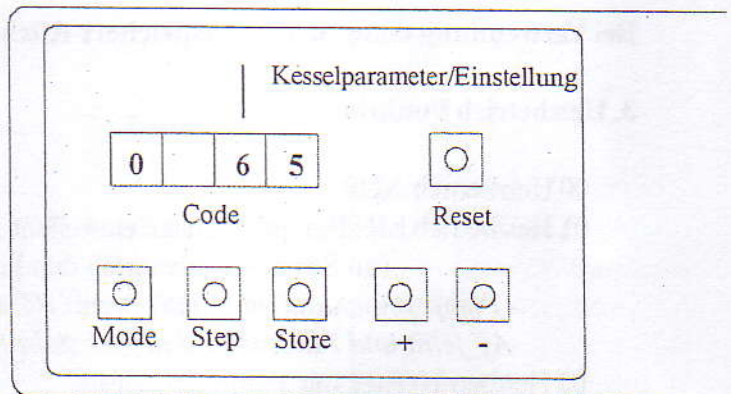 Kesselparameter/Einstellung
0 6 5
Code
Reset
Mode Step Store + -